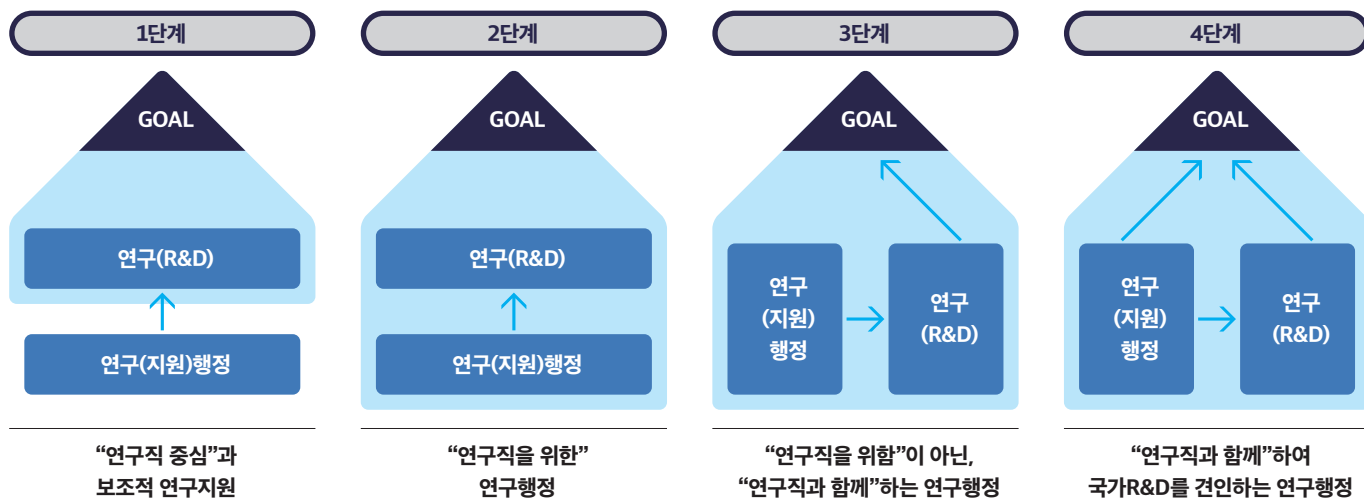 1단계
GOAL
연구(R&D)
연구(지원)행정
“연구직 중심”과
보조적 연구지원
2단계
GOAL
연구(R&D)
연구(지원)행정
“연구직을 위한”
연구행정
3단계
GOAL
연구
(지원)
행정
연구
(R&D)
“연구직을 위함”이 아닌,
“연구직과 함께”하는 연구행정
4단계
GOAL
연구
(지원)
행정
연구
(R&D)
“연구직과 함께”하여
국가R&D를 견인하는 연구행정